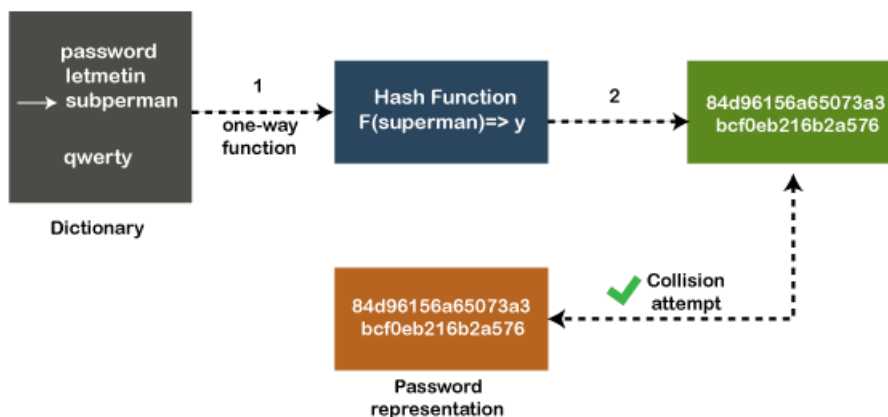 password
letmetin
subperman
qwerty
Dictionary
1
one-way
function
Hash Function
F(superman)=> y
2
84d96156a65073a3
bcf0eb216b2a576
Collision
attempt
84d96156a65073a3
bcf0eb216b2a576
Password
representation